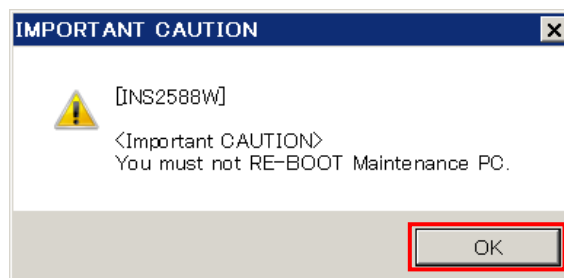 IMPORTANT CAUTION
[INS2588W]
<Important CAUTION>
You must not RE-BOOT Maintenance PC.
OK